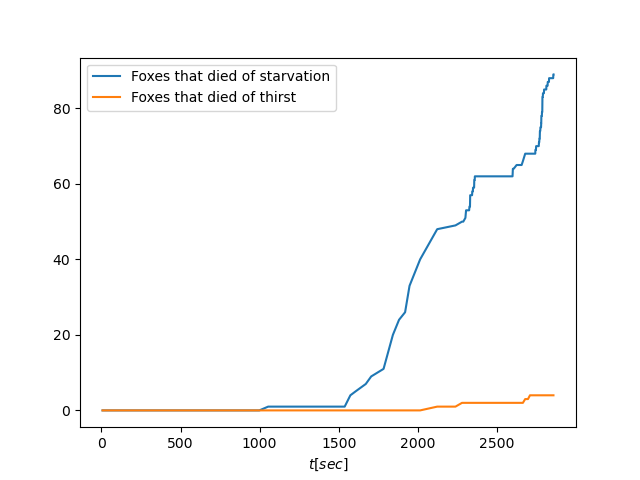 Foxes that died of starvation
Foxes that died of thirst
80
60
40
20
0
0 500 1000 1500 2000 2500
t[sec]